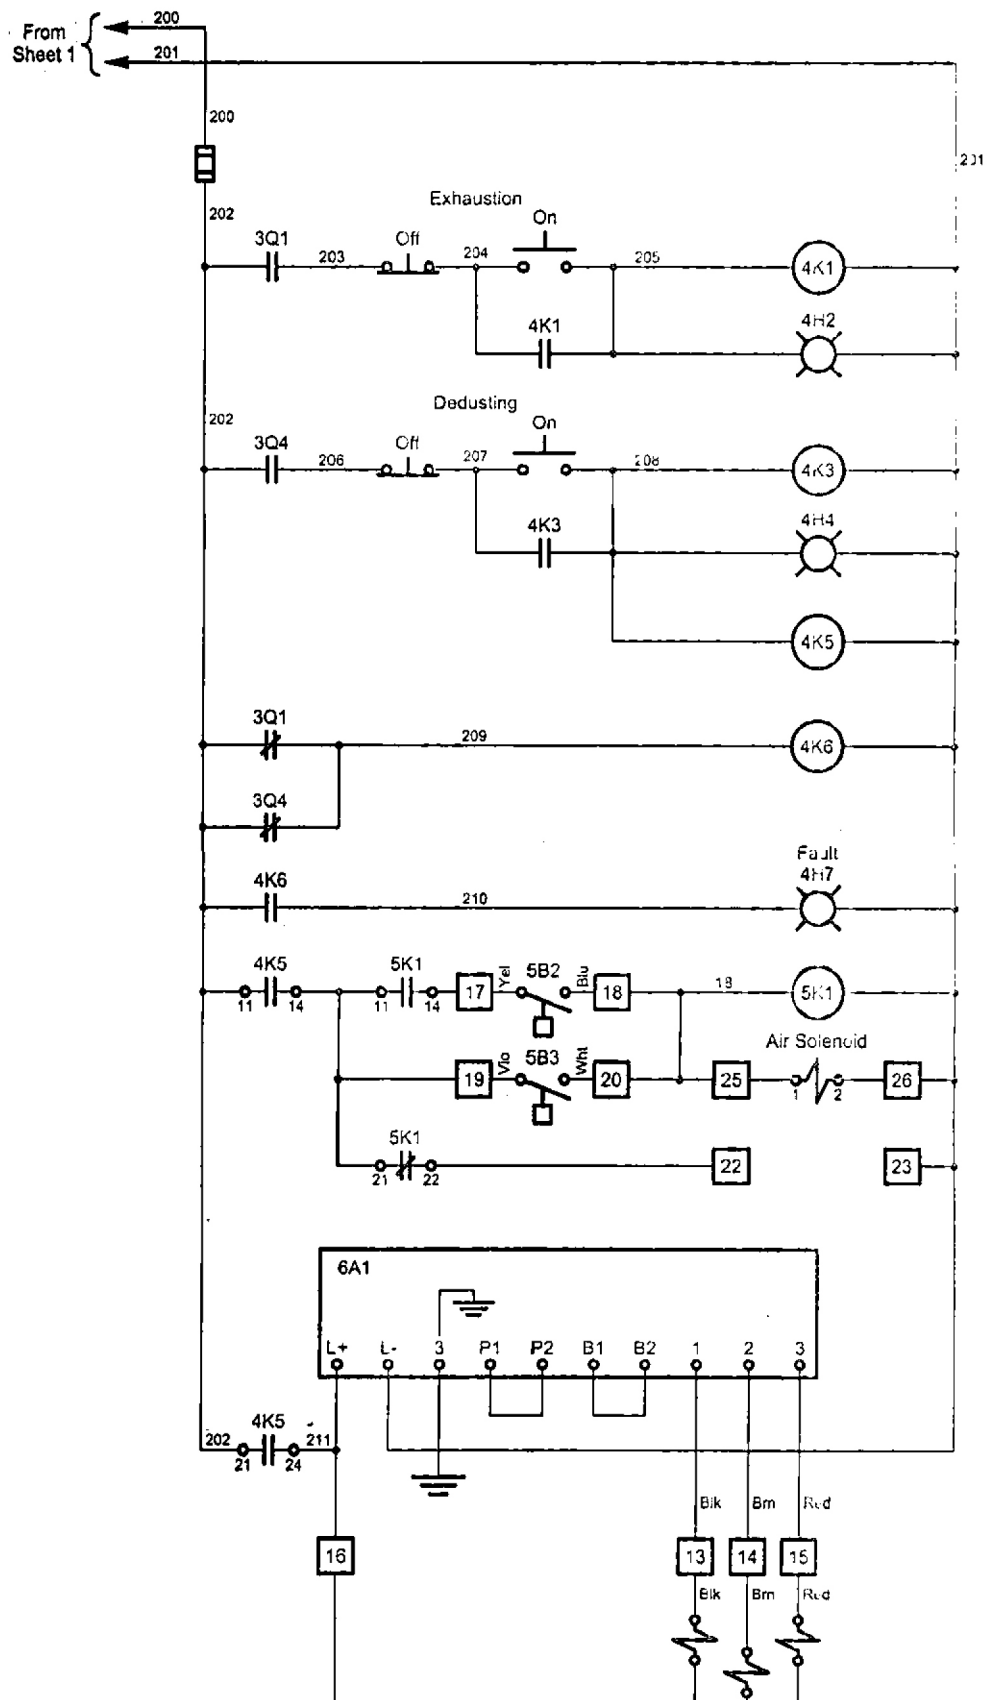 From
Sheet 1
200
201
200
201
202
Exhaustion
3Q1
203
Off
204
On
205
4K1
4K1
4H2
Dedusting
202
3Q4
206
Off
207
On
208
4K3
4K3
4H4
4K5
3Q1
209
4K6
3Q4
Fault
4H7
4K6
210
4K5
11
14
5K1
11
14
17
Yel
5B2
Blu
18
18
5K1
Air Solenoid
19
Vio
5B3
Wht
20
25
1
2
26
5K1
21
22
22
23
6A1
L+
L-
3
P1
P2
B1
B2
1
2
3
202
4K5
21
24
211
Blk
Brn
Red
16
13
14
15
Blk
Brn
Red